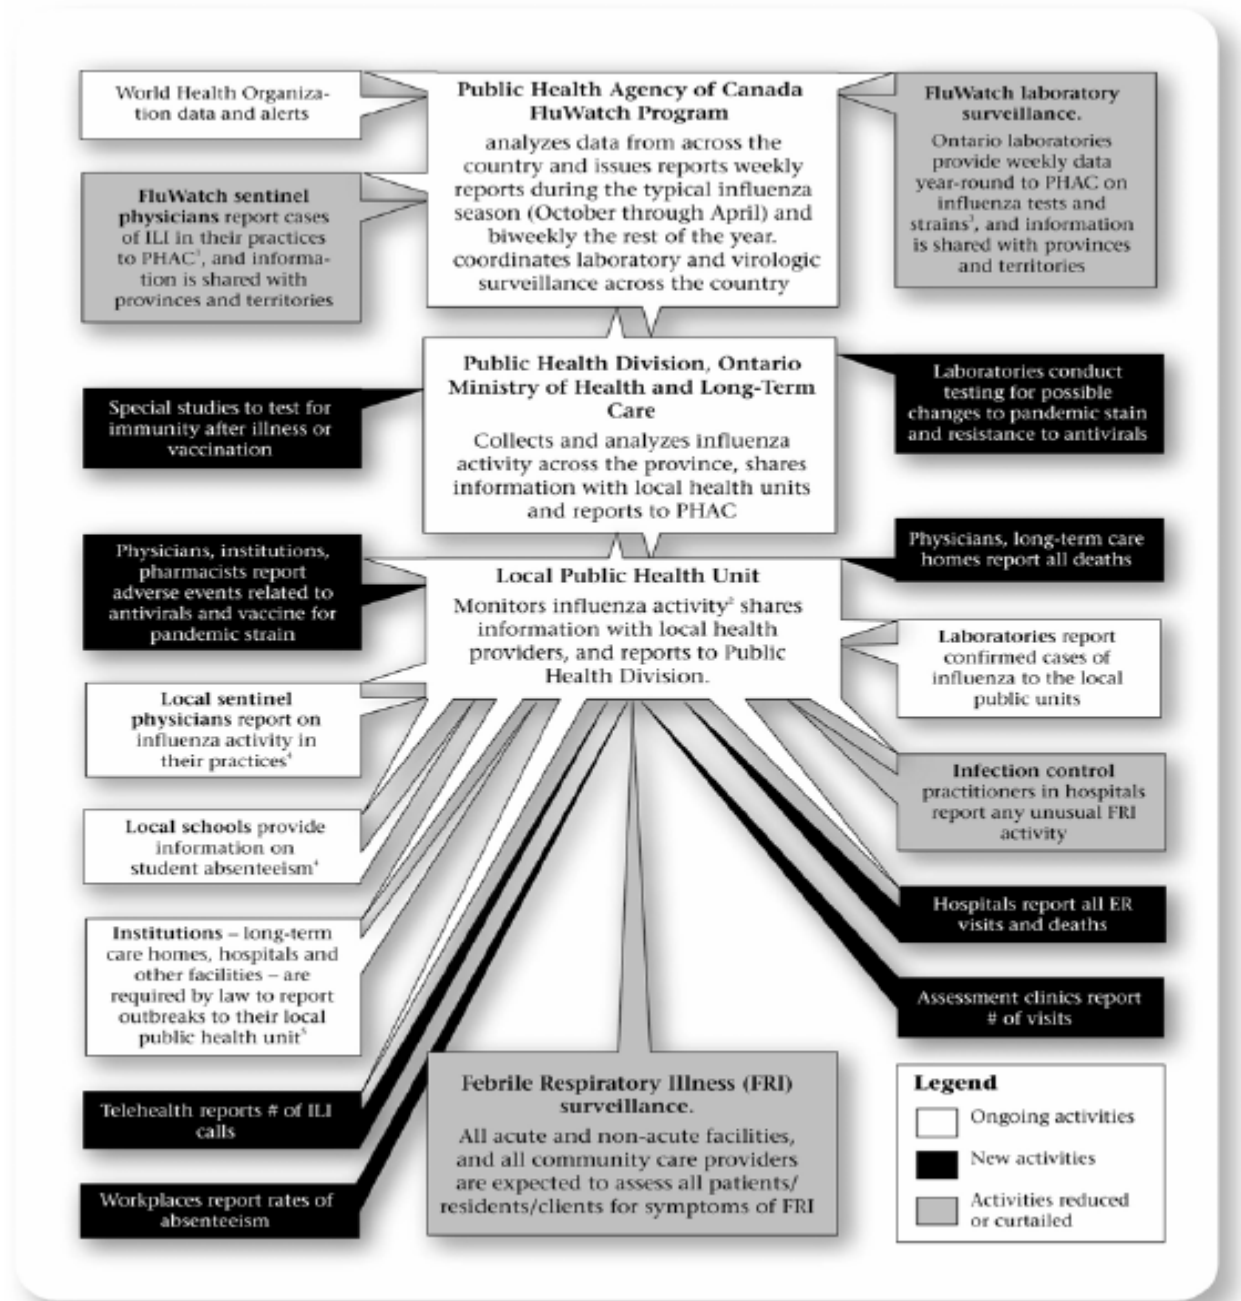 World Health Organiza-
tion data and alerts
FluWatch sentinel
physicians report cases
of ILI in their practices
to PHAC³, and informa-
tion is shared with
provinces and territories
Public Health Agency of Canada
FluWatch Program
analyzes data from across the
country and issues reports weekly
reports during the typical influenza
season (October through April) and
biweekly the rest of the year.
coordinates laboratory and virologic
surveillance across the country
FluWatch laboratory
surveillance.
Ontario laboratories
provide weekly data
year-round to PHAC on
influenza tests and
strains³, and information
is shared with provinces
and territories
Special studies to test for
immunity after illness or
vaccination
Public Health Division, Ontario
Ministry of Health and Long-Term
Care
Collects and analyzes influenza
activity across the province, shares
information with local health units
and reports to PHAC
Laboratories conduct
testing for possible
changes to pandemic stain
and resistance to antivirals
Physicians, institutions,
pharmacists report
adverse events related to
antivirals and vaccine for
pandemic strain
Local Public Health Unit
Monitors influenza activity² shares
information with local health
providers, and reports to Public
Health Division.
Physicians, long-term care
homes report all deaths
Laboratories report
confirmed cases of
influenza to the local
public units
Local sentinel
physicians report on
influenza activity in
their practices⁴
Infection control
practitioners in hospitals
report any unusual FRI
activity
Local schools provide
information on
student absenteeism⁴
Hospitals report all ER
visits and deaths
Institutions – long-term
care homes, hospitals and
other facilities – are
required by law to report
outbreaks to their local
public health unit⁵
Assessment clinics report
# of visits
Telehealth reports # of ILI
calls
Workplaces report rates of
absenteeism
Febrile Respiratory Illness (FRI)
surveillance.
All acute and non-acute facilities,
and all community care providers
are expected to assess all patients/
residents/clients for symptoms of FRI
Legend
Ongoing activities
New activities
Activities reduced
or curtailed